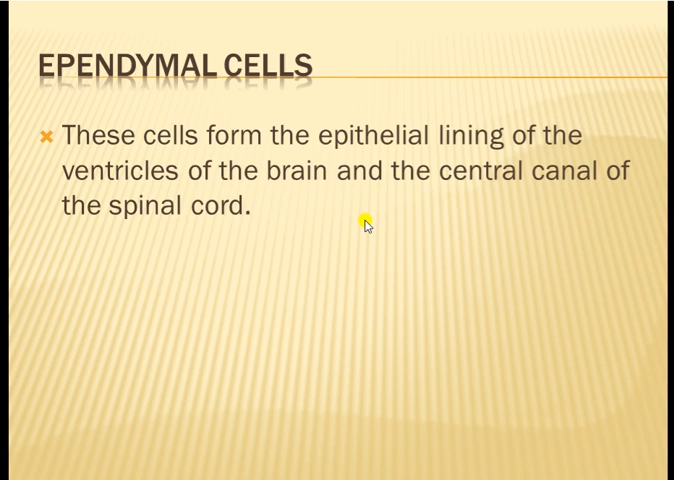 EPENDYMAL CELLS
These cells form the epithelial lining of the
ventricles of the brain and the central canal of
the spinal cord.